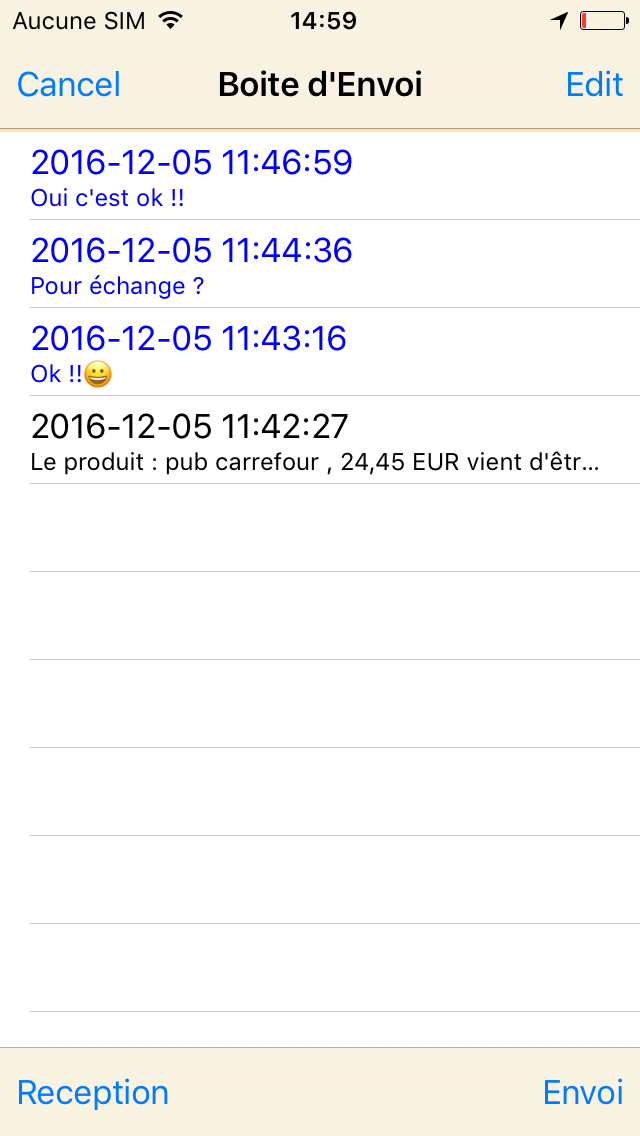 Aucune SIM 14:59
Cancel Boite d'Envoi Edit
2016-12-05 11:46:59
Oui c'est ok !!
2016-12-05 11:44:36
Pour échange ?
2016-12-05 11:43:16
Ok !!😀
2016-12-05 11:42:27
Le produit : pub carrefour , 24,45 EUR vient d'êtr...
Reception Envoi